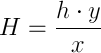 H = \frac{h \cdot y}{x}